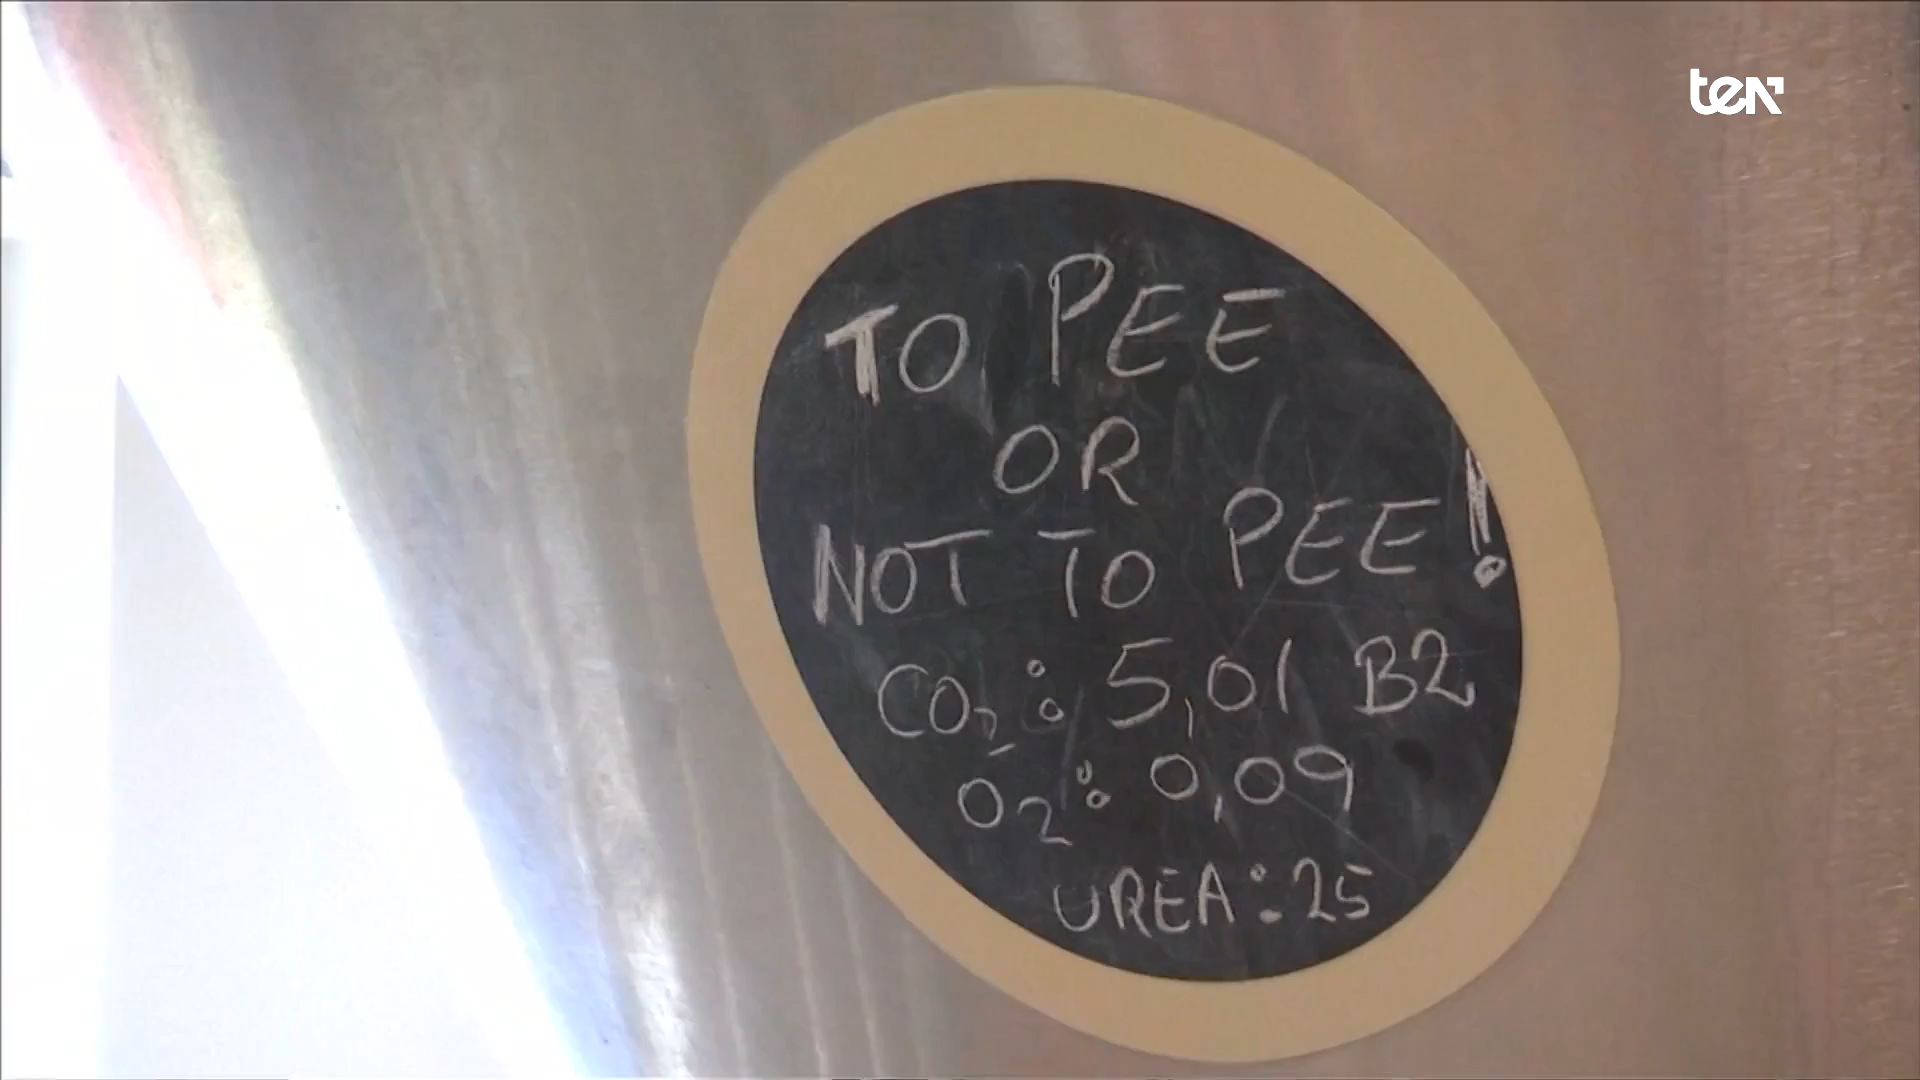 ten
TO PEE
OR
NOT TO PEE!
CO2: 5,01 B2
O2: 0,09
UREA: 25